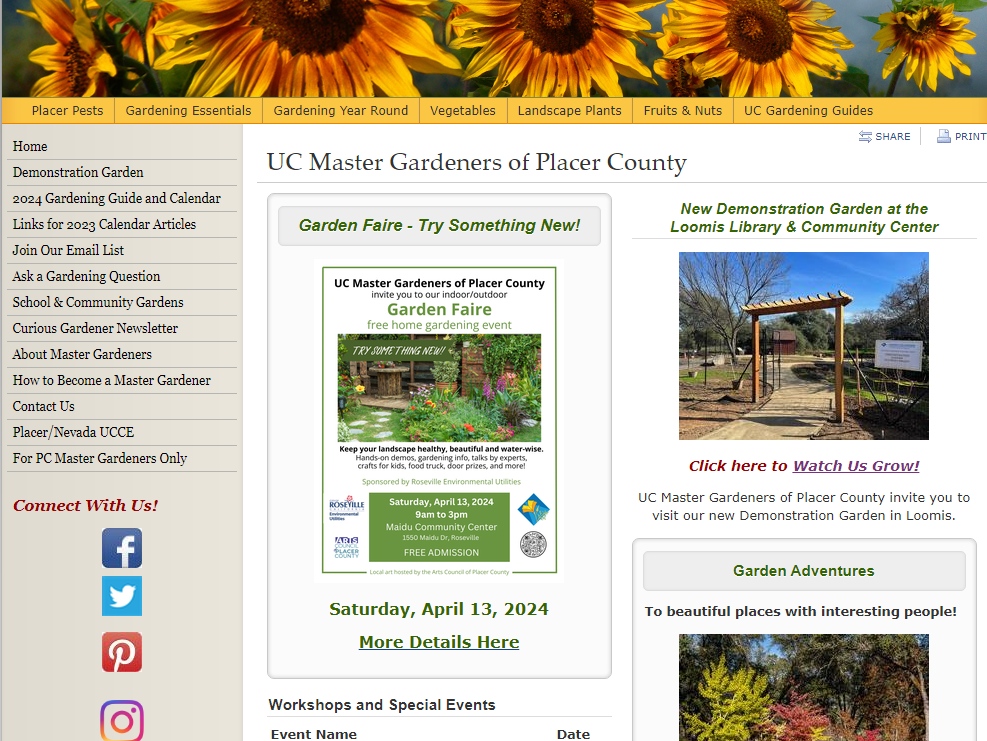 Placer Pests
Gardening Essentials
Gardening Year Round
Vegetables
Landscape Plants
Fruits & Nuts
UC Gardening Guides
SHARE
PRINT
Home
Demonstration Garden
2024 Gardening Guide and Calendar
Links for 2023 Calendar Articles
Join Our Email List
Ask a Gardening Question
School & Community Gardens
Curious Gardener Newsletter
About Master Gardeners
How to Become a Master Gardener
Contact Us
Placer/Nevada UCCE
For PC Master Gardeners Only
Connect With Us!
UC Master Gardeners of Placer County
Garden Faire - Try Something New!
UC Master Gardeners of Placer County
invite you to our indoor/outdoor
Garden Faire
free home gardening event
TRY SOMETHING NEW!
Keep your landscape healthy, beautiful and water-wise.
Hands-on demos, gardening info, talks by experts,
crafts for kids, food truck, door prizes, and more!
Sponsored by Roseville Environmental Utilities
ROSEVILLE
Environmental
Utilities
ARTS
COUNCIL
of PLACER
COUNTY
Saturday, April 13, 2024
9am to 3pm
Maidu Community Center
1550 Maidu Dr, Roseville
FREE ADMISSION
Local art hosted by the Arts Council of Placer County
Saturday, April 13, 2024
More Details Here
Workshops and Special Events
Event Name
Date
New Demonstration Garden at the
Loomis Library & Community Center
Click here to Watch Us Grow!
UC Master Gardeners of Placer County invite you to
visit our new Demonstration Garden in Loomis.
Garden Adventures
To beautiful places with interesting people!